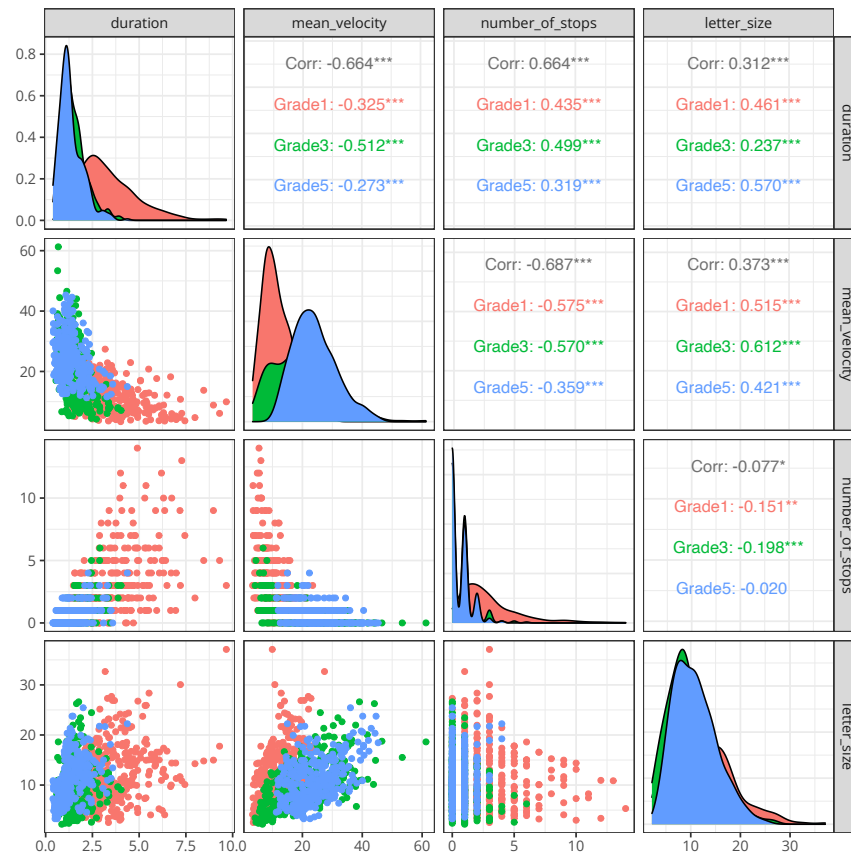 duration mean_velocity number_of_stops letter_size
0.8
0.6
0.4
0.2
0.0
Corr: -0.664***
Grade1: -0.325***
Grade3: -0.512***
Grade5: -0.273***
Corr: 0.664***
Grade1: 0.435***
Grade3: 0.499***
Grade5: 0.319***
Corr: 0.312***
Grade1: 0.461***
Grade3: 0.237***
Grade5: 0.570***
duration
60
40
20
Corr: -0.687***
Grade1: -0.575***
Grade3: -0.570***
Grade5: -0.359***
Corr: 0.373***
Grade1: 0.515***
Grade3: 0.612***
Grade5: 0.421***
mean_velocity
10
5
0
Corr: -0.077*
Grade1: -0.151**
Grade3: -0.198***
Grade5: -0.020
number_of_stops
30
20
10
letter_size
0.0 2.5 5.0 7.5 10.0
0 20 40 60
0 5 10
10 20 30